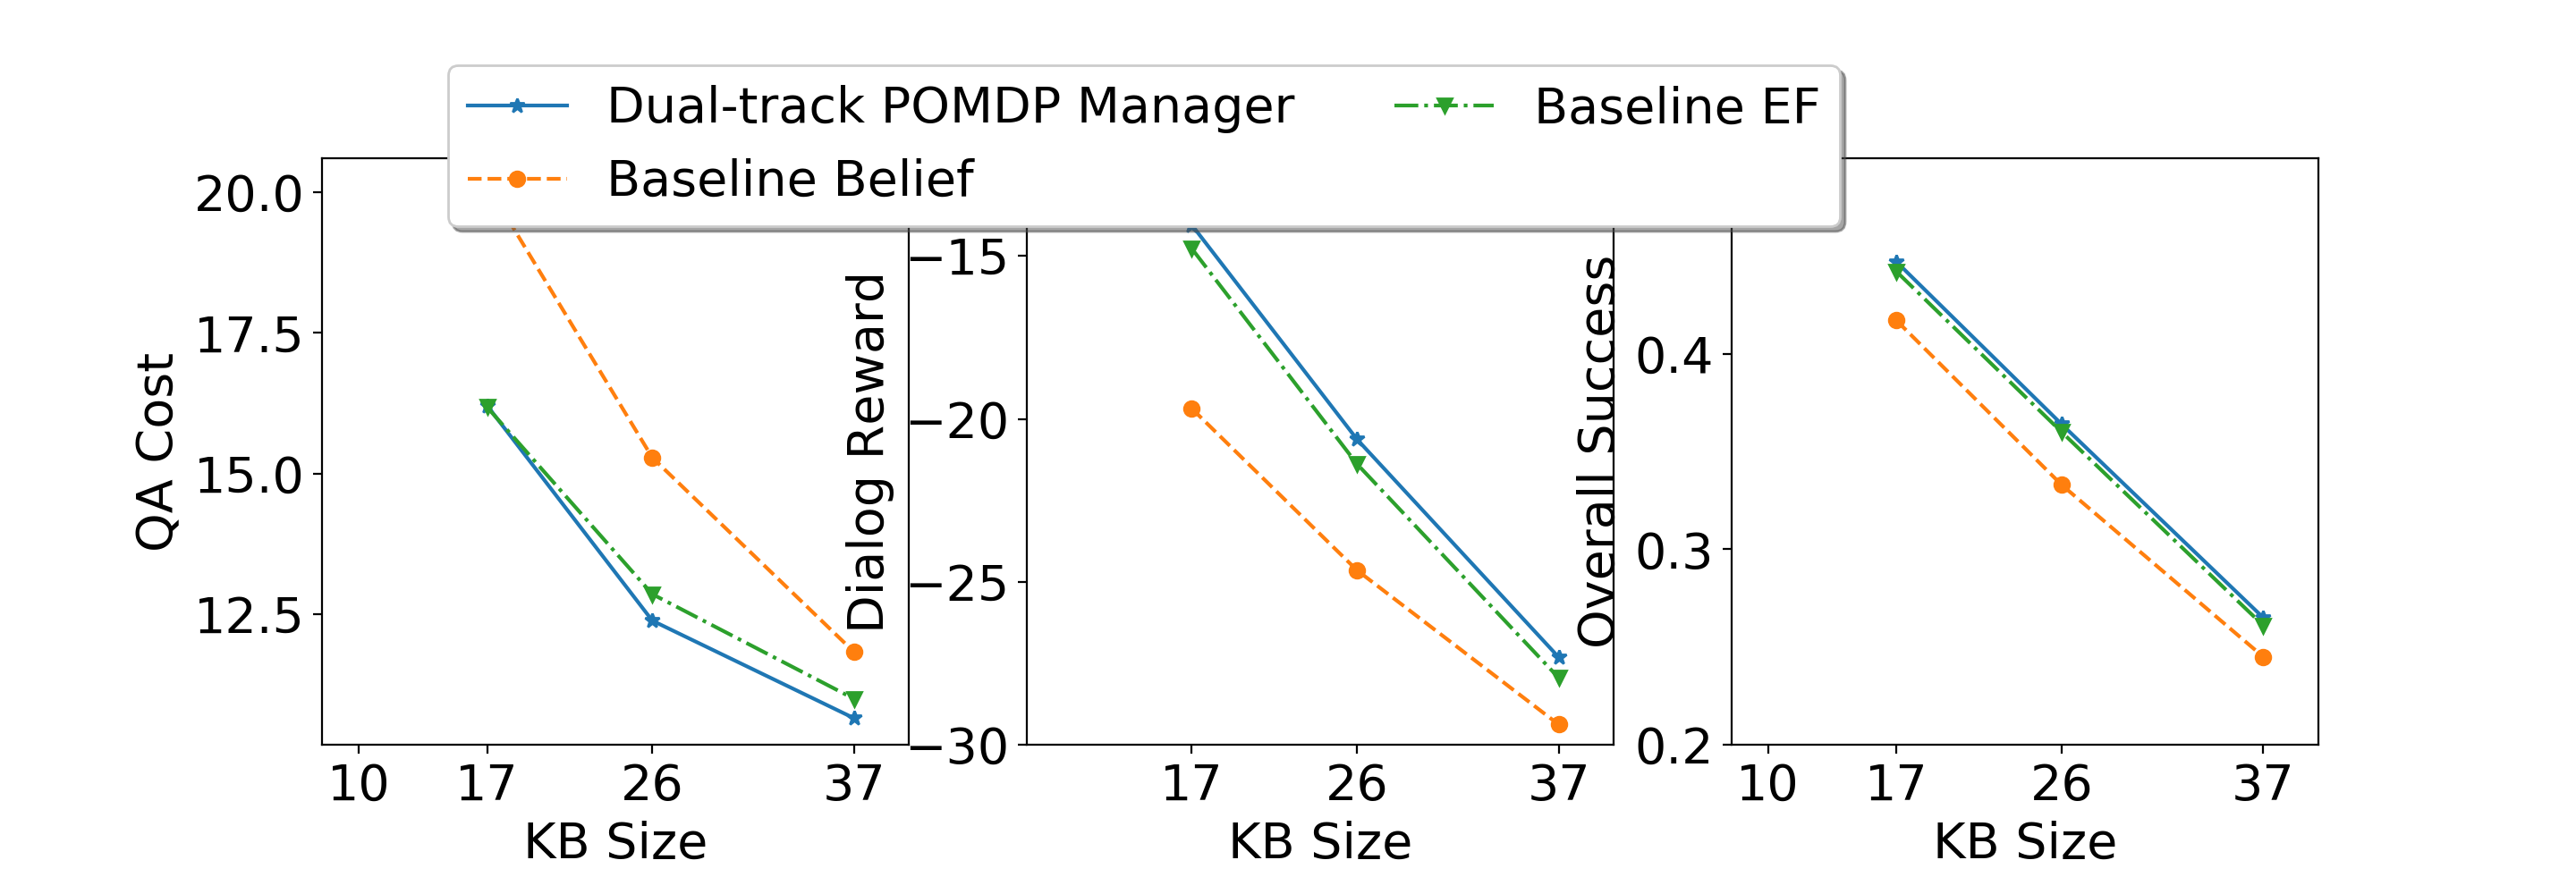 Dual-track POMDP Manager
Baseline Belief
Baseline EF
QA Cost
20.0
17.5
15.0
12.5
10 17 26 37
KB Size
Dialog Reward
−15
−20
−25
−30
17 26 37
KB Size
Overall Success
0.4
0.3
0.2
10 17 26 37
KB Size